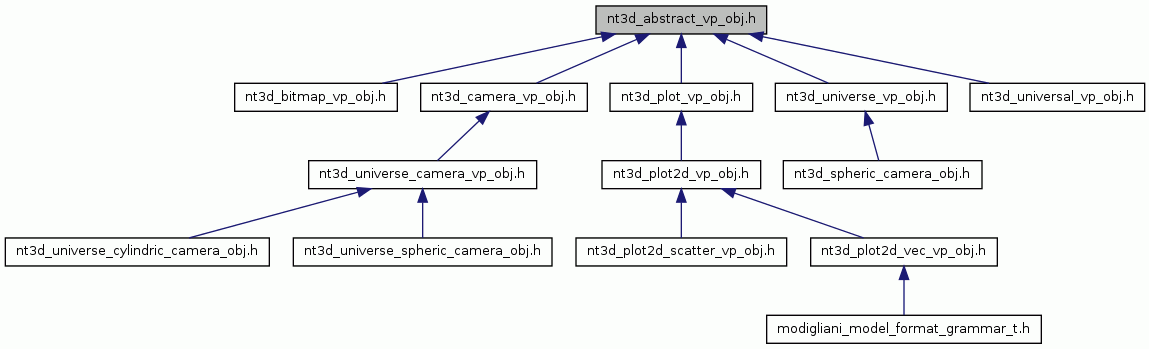 nt3d_abstract_vp_obj.h
nt3d_bitmap_vp_obj.h
nt3d_camera_vp_obj.h
nt3d_plot_vp_obj.h
nt3d_universe_vp_obj.h
nt3d_universal_vp_obj.h
nt3d_universe_camera_vp_obj.h
nt3d_plot2d_vp_obj.h
nt3d_spheric_camera_obj.h
nt3d_universe_cylindric_camera_obj.h
nt3d_universe_spheric_camera_obj.h
nt3d_plot2d_scatter_vp_obj.h
nt3d_plot2d_vec_vp_obj.h
modigliani_model_format_grammar_t.h